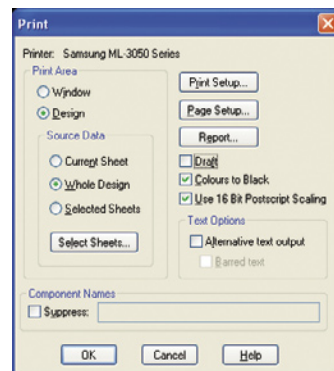 Print
Printer: Samsung ML-3050 Series
Print Area
Window
Design
Source Data
Current Sheet
Whole Design
Selected Sheets
Select Sheets...
Print Setup...
Page Setup...
Report...
Draft
Colours to Black
Use 16 Bit Postscript Scaling
Text Options
Alternative text output
Barred text
Component Names
Suppress:
OK Cancel Help